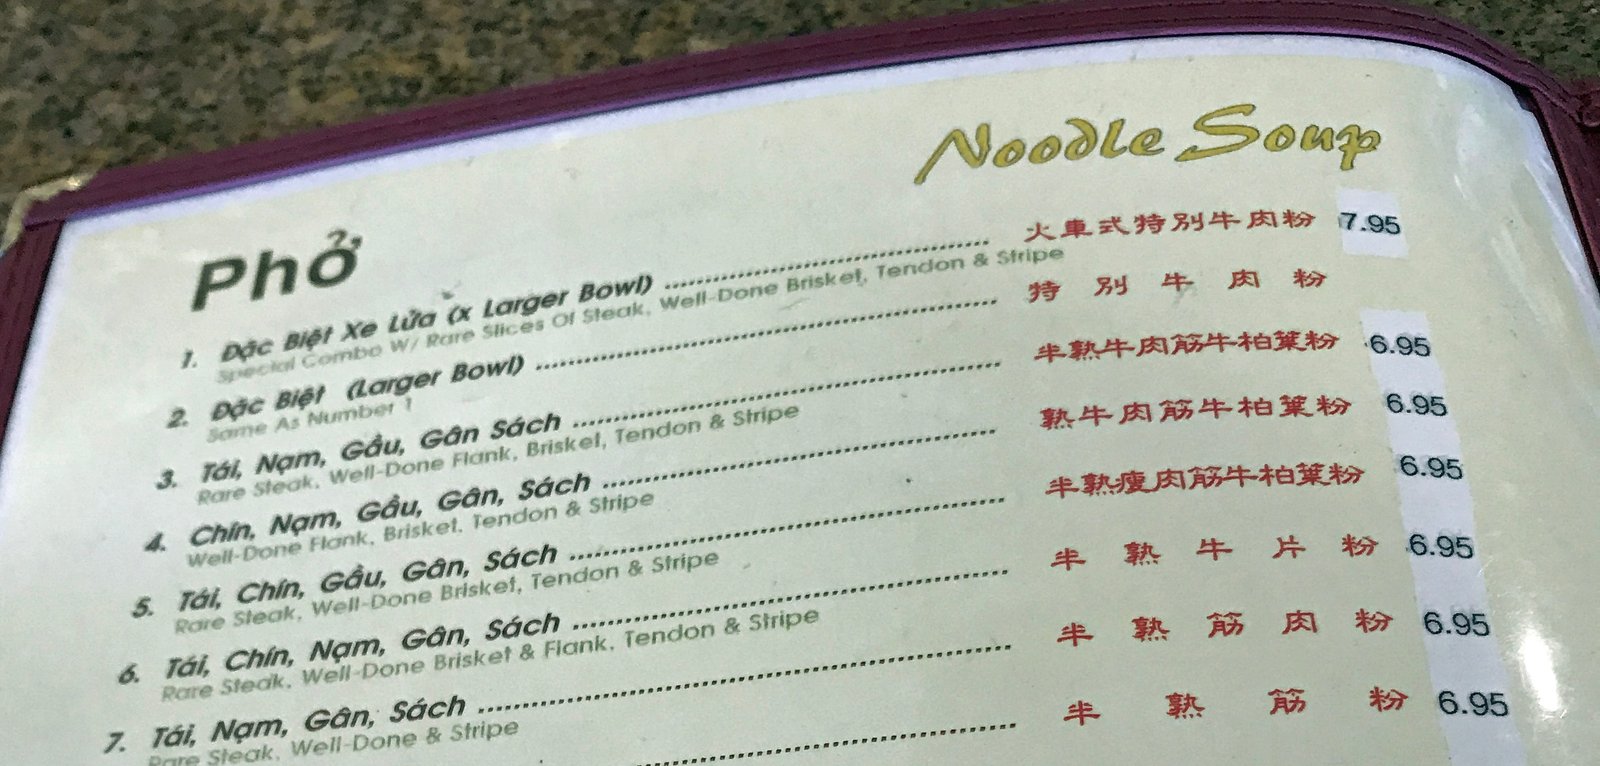 Noodle Soup
Phở
1. Đặc Biệt Xe Lửa (x Larger Bowl) ........ 火車式特別牛肉粉 7.95
Special Combo W/ Rare Slices Of Steak, Well-Done Brisket, Tendon & Stripe
2. Đặc Biệt (Larger Bowl) ........ 特別牛肉粉
Same As Number 1
3. Tái, Nạm, Gầu, Gân Sách ........ 半熟牛肉筋牛柏葉粉 6.95
Rare Steak, Well-Done Flank, Brisket, Tendon & Stripe
4. Chín, Nạm, Gầu, Gân, Sách ........ 熟牛肉筋牛柏葉粉 6.95
Well-Done Flank, Brisket, Tendon & Stripe
5. Tái, Chín, Gầu, Gân, Sách ........ 半熟瘦肉筋牛柏葉粉 6.95
Rare Steak, Well-Done Brisket, Tendon & Stripe
6. Tái, Chín, Nạm, Gân, Sách ........ 半熟牛片粉 6.95
Rare Steak, Well-Done Brisket & Flank, Tendon & Stripe
7. Tái, Nạm, Gân, Sách ........ 半熟筋肉粉 6.95
Rare Steak, Well-Done & Stripe
半熟筋粉 6.95